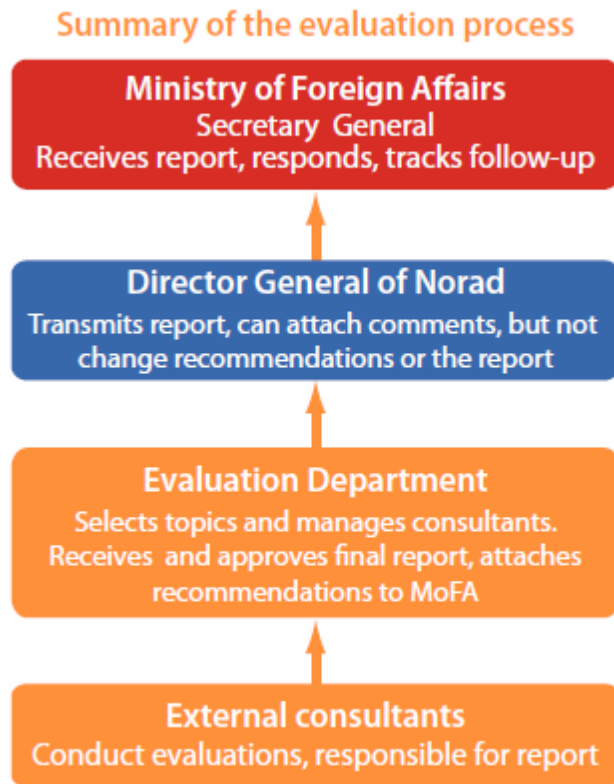 Summary of the evaluation process
Ministry of Foreign Affairs
Secretary General
Receives report, responds, tracks follow-up
Director General of Norad
Transmits report, can attach comments, but not
change recommendations or the report
Evaluation Department
Selects topics and manages consultants.
Receives and approves final report, attaches
recommendations to MoFA
External consultants
Conduct evaluations, responsible for report